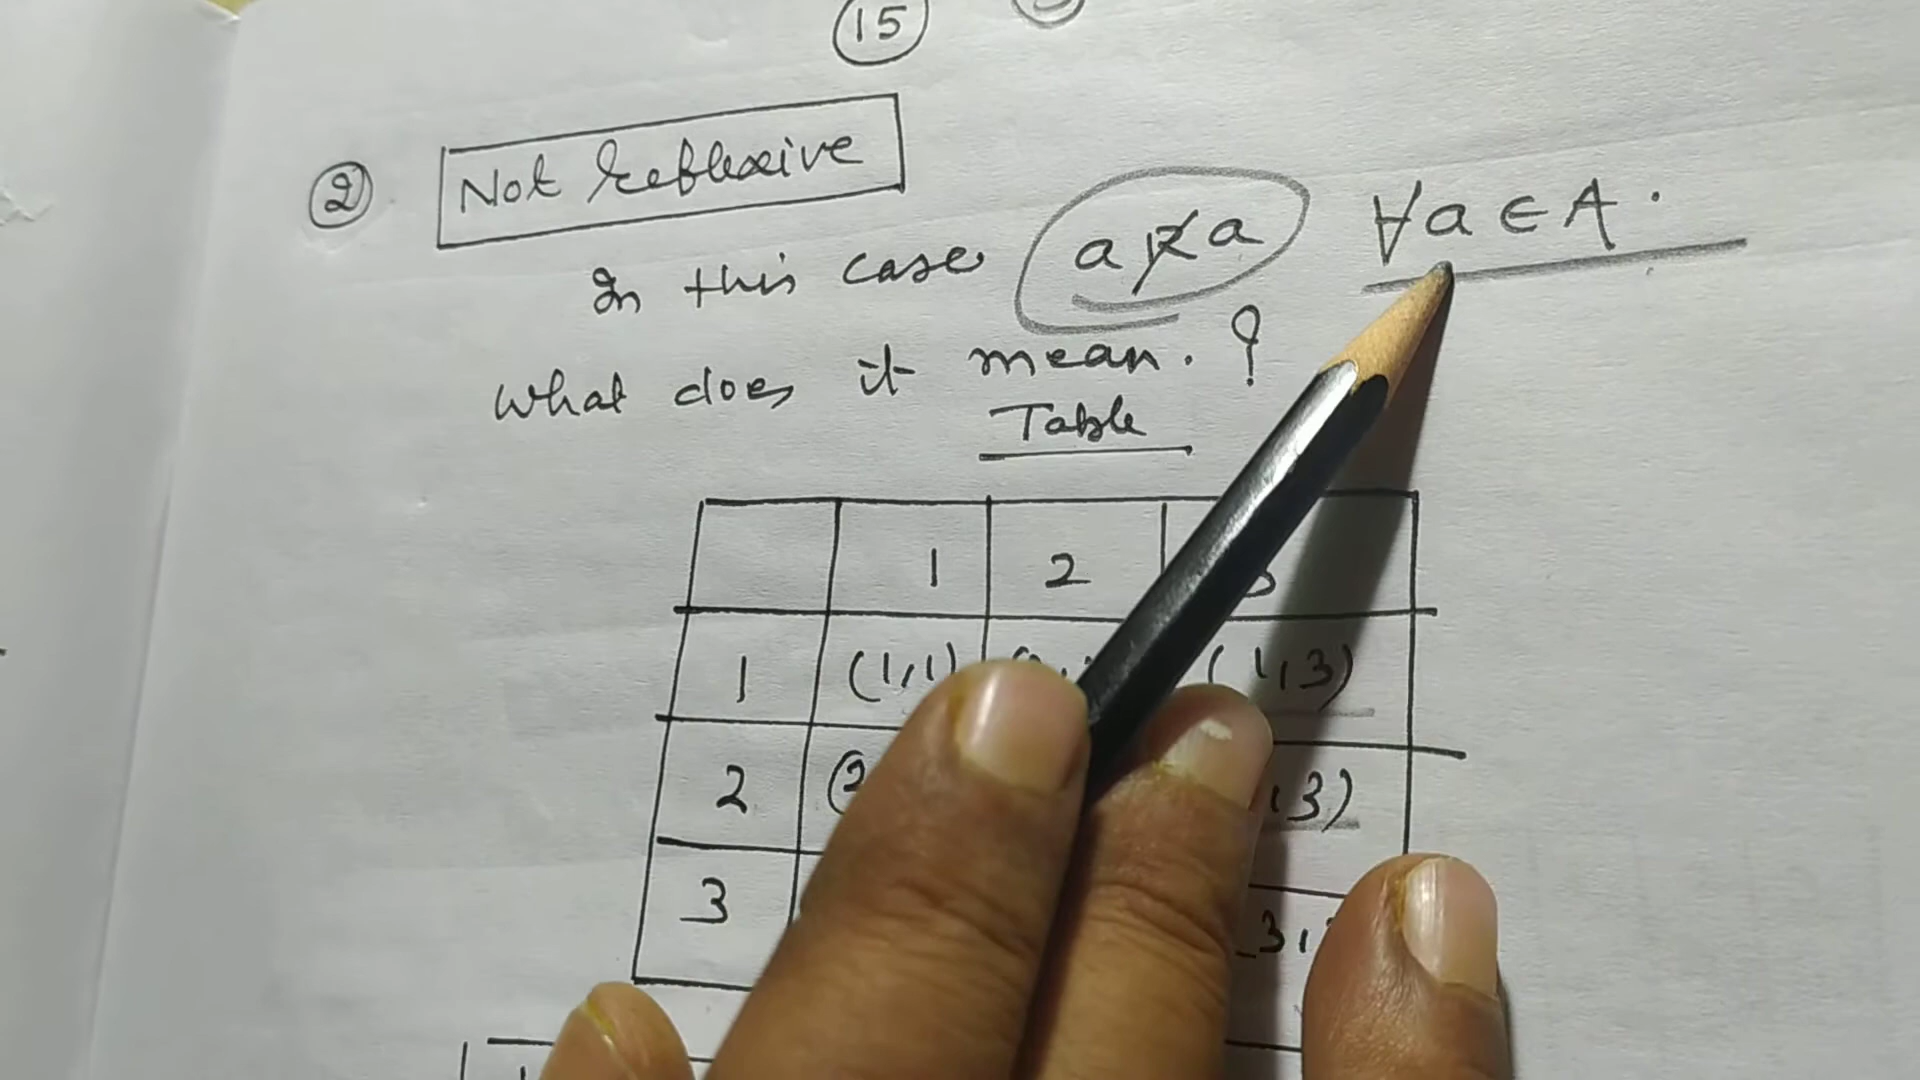 15
2 Not Reflexive
In this case a R̸ a ∀ a ∈ A.
What does it mean. ?
Table
1 2
1 (1,1) (1,3)
2 ,3)
3